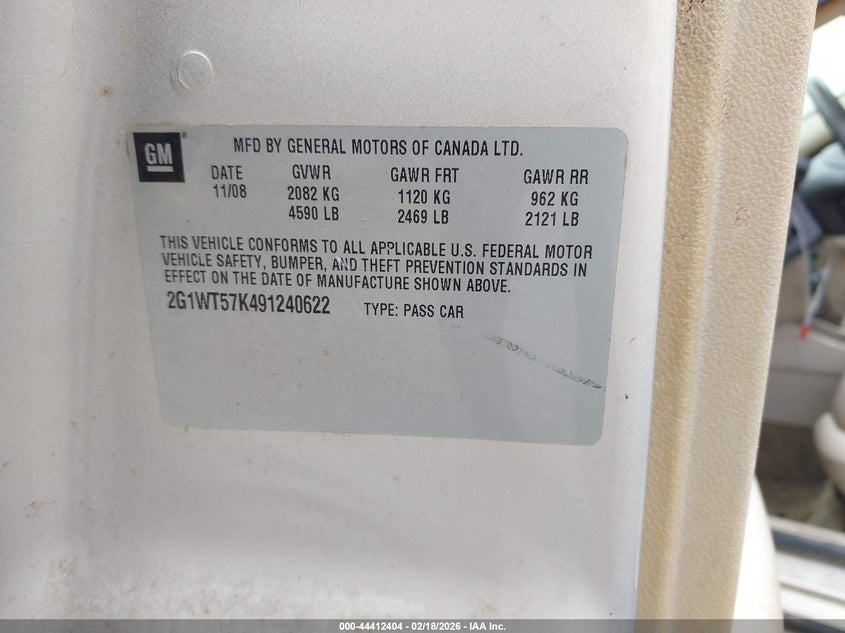 GM
MFD BY GENERAL MOTORS OF CANADA LTD.
DATE GVWR GAWR FRT GAWR RR
11/08 2082 KG 1120 KG 962 KG
4590 LB 2469 LB 2121 LB
THIS VEHICLE CONFORMS TO ALL APPLICABLE U.S. FEDERAL MOTOR
VEHICLE SAFETY, BUMPER, AND THEFT PREVENTION STANDARDS IN
EFFECT ON THE DATE OF MANUFACTURE SHOWN ABOVE.
2G1WT57K491240622 TYPE: PASS CAR
000-44412404 - 02/18/2026 - IAA Inc.